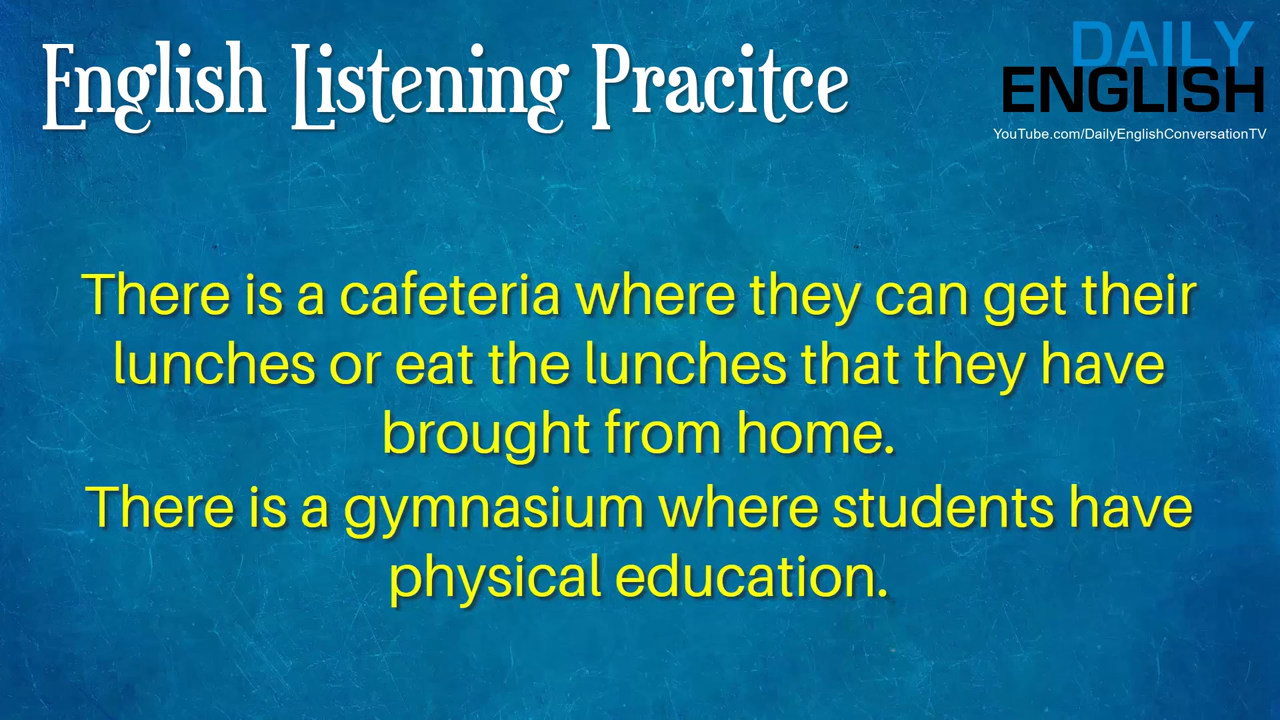 English Listening Pracitce
DAILY
ENGLISH
YouTube.com/DailyEnglishConversationTV
There is a cafeteria where they can get their
lunches or eat the lunches that they have
brought from home.
There is a gymnasium where students have
physical education.